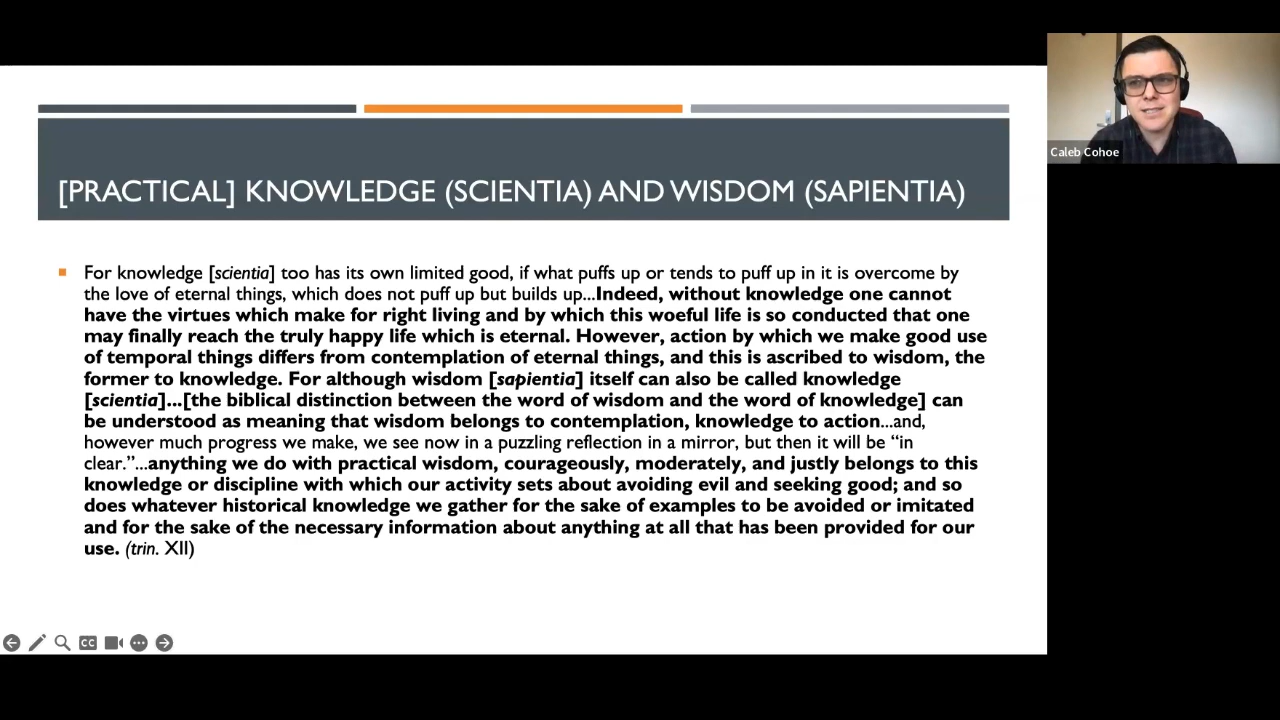 [PRACTICAL] KNOWLEDGE (SCIENTIA) AND WISDOM (SAPIENTIA)
For knowledge [scientia] too has its own limited good, if what puffs up or tends to puff up in it is overcome by
the love of eternal things, which does not puff up but builds up...Indeed, without knowledge one cannot
have the virtues which make for right living and by which this woeful life is so conducted that one
may finally reach the truly happy life which is eternal. However, action by which we make good use
of temporal things differs from contemplation of eternal things, and this is ascribed to wisdom, the
former to knowledge. For although wisdom [sapientia] itself can also be called knowledge
[scientia]...[the biblical distinction between the word of wisdom and the word of knowledge] can
be understood as meaning that wisdom belongs to contemplation, knowledge to action...and,
however much progress we make, we see now in a puzzling reflection in a mirror, but then it will be “in
clear.”...anything we do with practical wisdom, courageously, moderately, and justly belongs to this
knowledge or discipline with which our activity sets about avoiding evil and seeking good; and so
does whatever historical knowledge we gather for the sake of examples to be avoided or imitated
and for the sake of the necessary information about anything at all that has been provided for our
use. (trin. XII)
CC
Caleb Cohoe